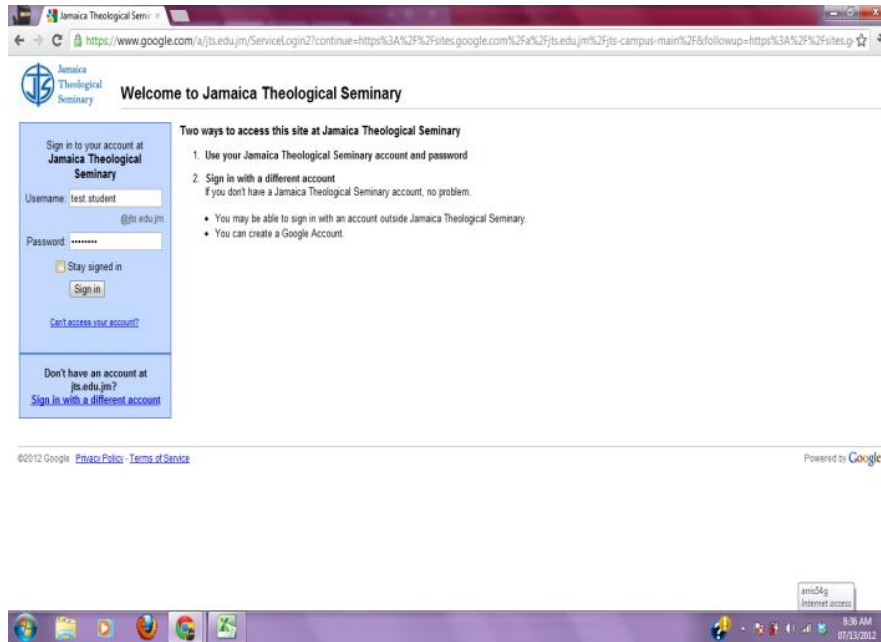 Jamaica Theological Semin
https://www.google.com/a/jts.edu.jm/ServiceLogin2?continue=https%3A%2F%2Fsites.google.com%2Fa%2Fjts.edu.jm%2Fjts-campus-main%2F&followup=https%3A%2F%2Fsites.g
Jamaica
Theological
Seminary
JTS
Welcome to Jamaica Theological Seminary
Sign in to your account at
Jamaica Theological
Seminary
Username: test.student
@jts.edu.jm
Password: ••••••••
Stay signed in
Sign in
Can't access your account?
Don't have an account at
jts.edu.jm?
Sign in with a different account
Two ways to access this site at Jamaica Theological Seminary
1. Use your Jamaica Theological Seminary account and password
2. Sign in with a different account
If you don't have a Jamaica Theological Seminary account, no problem.
• You may be able to sign in with an account outside Jamaica Theological Seminary.
• You can create a Google Account.
©2012 Google Privacy Policy - Terms of Service
Powered by Google
arris54g
Internet access
8:36 AM
07/13/2012